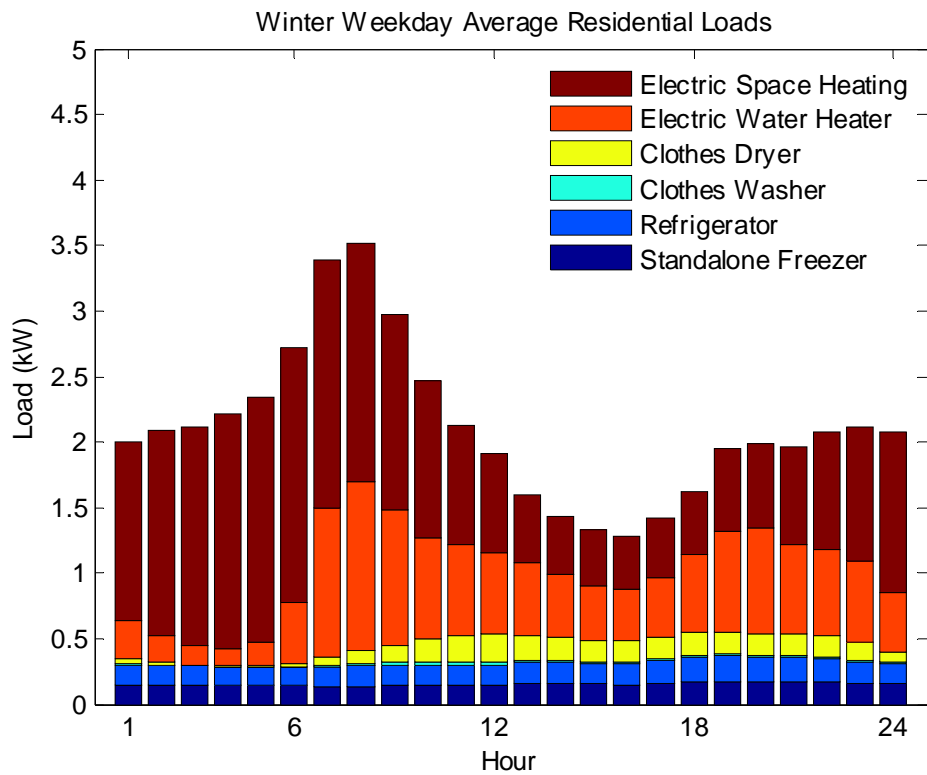 Winter Weekday Average Residential Loads
5
4.5
4
3.5
3
2.5
2
1.5
1
0.5
0
Load (kW)
Electric Space Heating
Electric Water Heater
Clothes Dryer
Clothes Washer
Refrigerator
Standalone Freezer
1 6 12 18 24
Hour